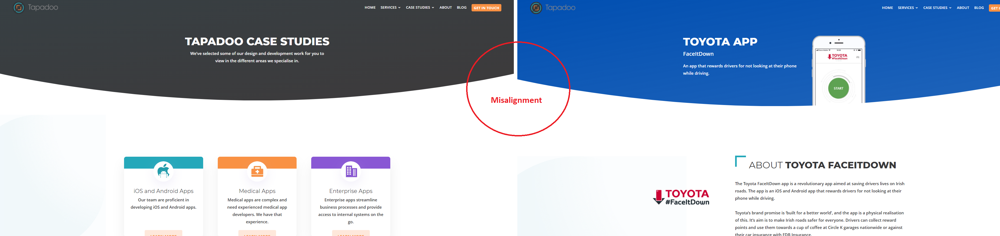 Tapadoo
HOME SERVICES CASE STUDIES ABOUT BLOG GET IN TOUCH
TAPADOO CASE STUDIES
We've selected some of our design and development work for you to
view in the different areas we specialise in.
iOS and Android Apps
Our team are proficient in
developing iOS and Android apps.
LEARN MORE
Medical Apps
Medical apps are complex and
need experienced medical app
developers. We have that
experience.
LEARN MORE
Enterprise Apps
Enterprise apps streamline
business processes and provide
access to internal systems on the
go.
LEARN MORE
Misalignment
Tapadoo
HOME SERVICES CASE STUDIES ABOUT BLOG GET I
TOYOTA APP
FaceItDown
An app that rewards drivers for not looking at their phone
while driving.
TOYOTA
#FaceItDown
START
TOYOTA
#FaceItDown
ABOUT TOYOTA FACEITDOWN
The Toyota FaceItDown app is a revolutionary app aimed at saving drivers lives on Irish
roads. The app is an iOS and Android app that rewards drivers for not looking at their
phone while driving.
Toyota's brand promise is ‘built for a better world’, and the app is a physical realisation
of this. It's aim is to make Irish roads safer for everyone. Drivers can collect reward
points and use them towards a cup of coffee at Circle K garages nationwide or against
their car insurance with FDB Insurance.